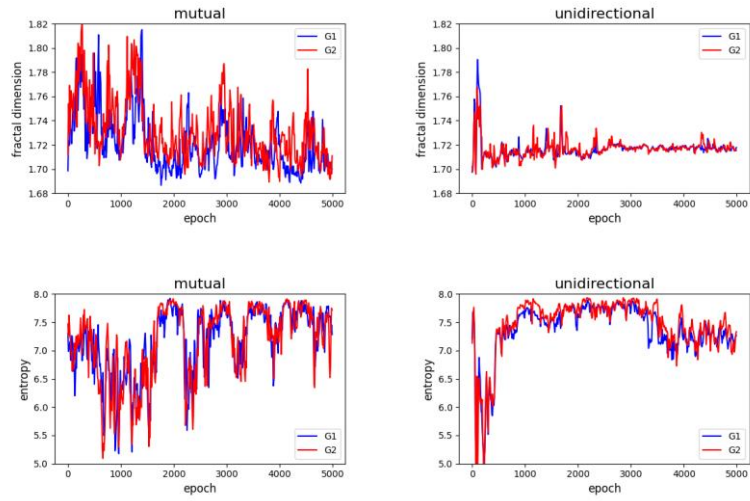 mutual
fractal dimension
1.82
1.80
1.78
1.76
1.74
1.72
1.70
1.68
0 1000 2000 3000 4000 5000
epoch
G1
G2
unidirectional
fractal dimension
1.82
1.80
1.78
1.76
1.74
1.72
1.70
1.68
0 1000 2000 3000 4000 5000
epoch
G1
G2
mutual
entropy
8.0
7.5
7.0
6.5
6.0
5.5
5.0
0 1000 2000 3000 4000 5000
epoch
G1
G2
unidirectional
entropy
8.0
7.5
7.0
6.5
6.0
5.5
5.0
0 1000 2000 3000 4000 5000
epoch
G1
G2